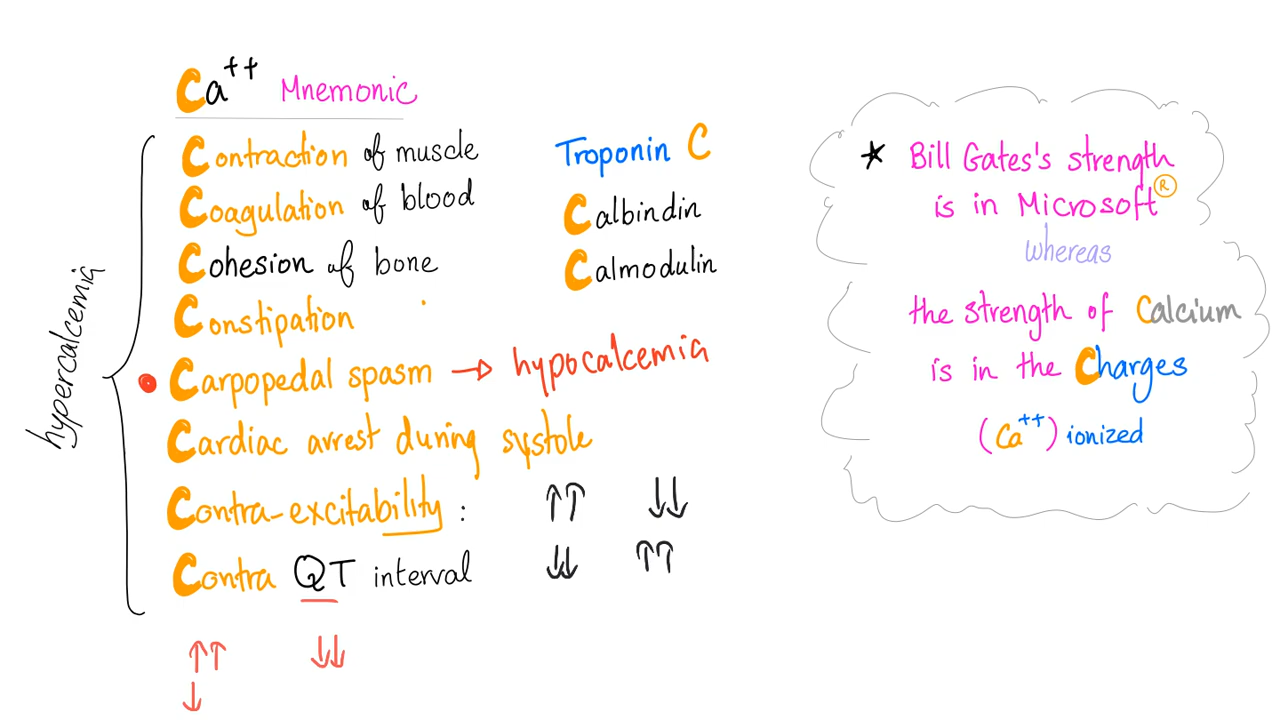 hypercalcemia
Ca++ Mnemonic
Contraction of muscle
Coagulation of blood
Cohesion of bone
Constipation
Carpopedal spasm → hypocalcemia
Cardiac arrest during systole
Contra-excitability : ↑↑ ↓↓
Contra QT interval ↓↓ ↑↑
↑↑ ↓↓
↓
Troponin C
Calbindin
Calmodulin
* Bill Gates's strength
is in Microsoft®
whereas
the strength of Calcium
is in the Charges
(Ca++) ionized